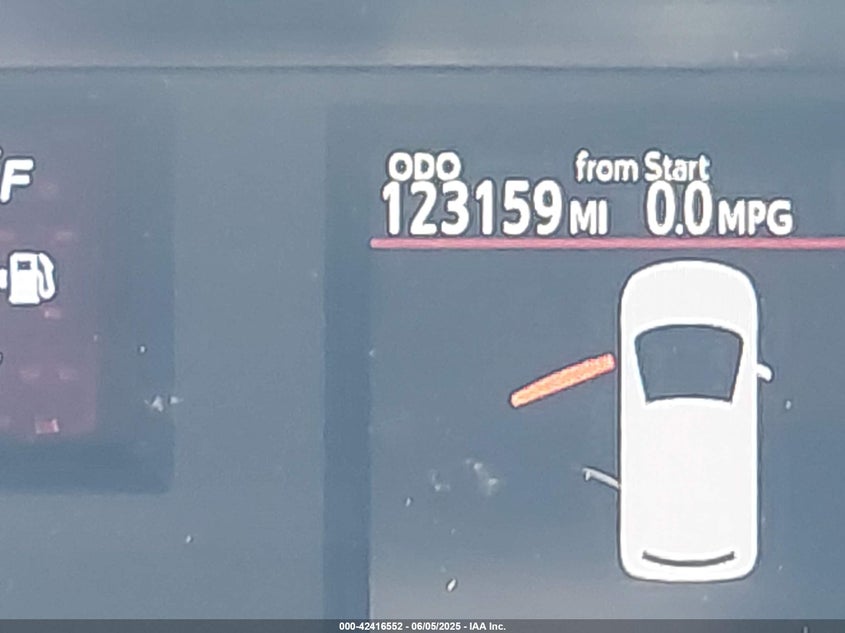 F
ODO from Start
123159 MI 0.0 MPG
000-42416552 - 06/05/2025 - IAA Inc.